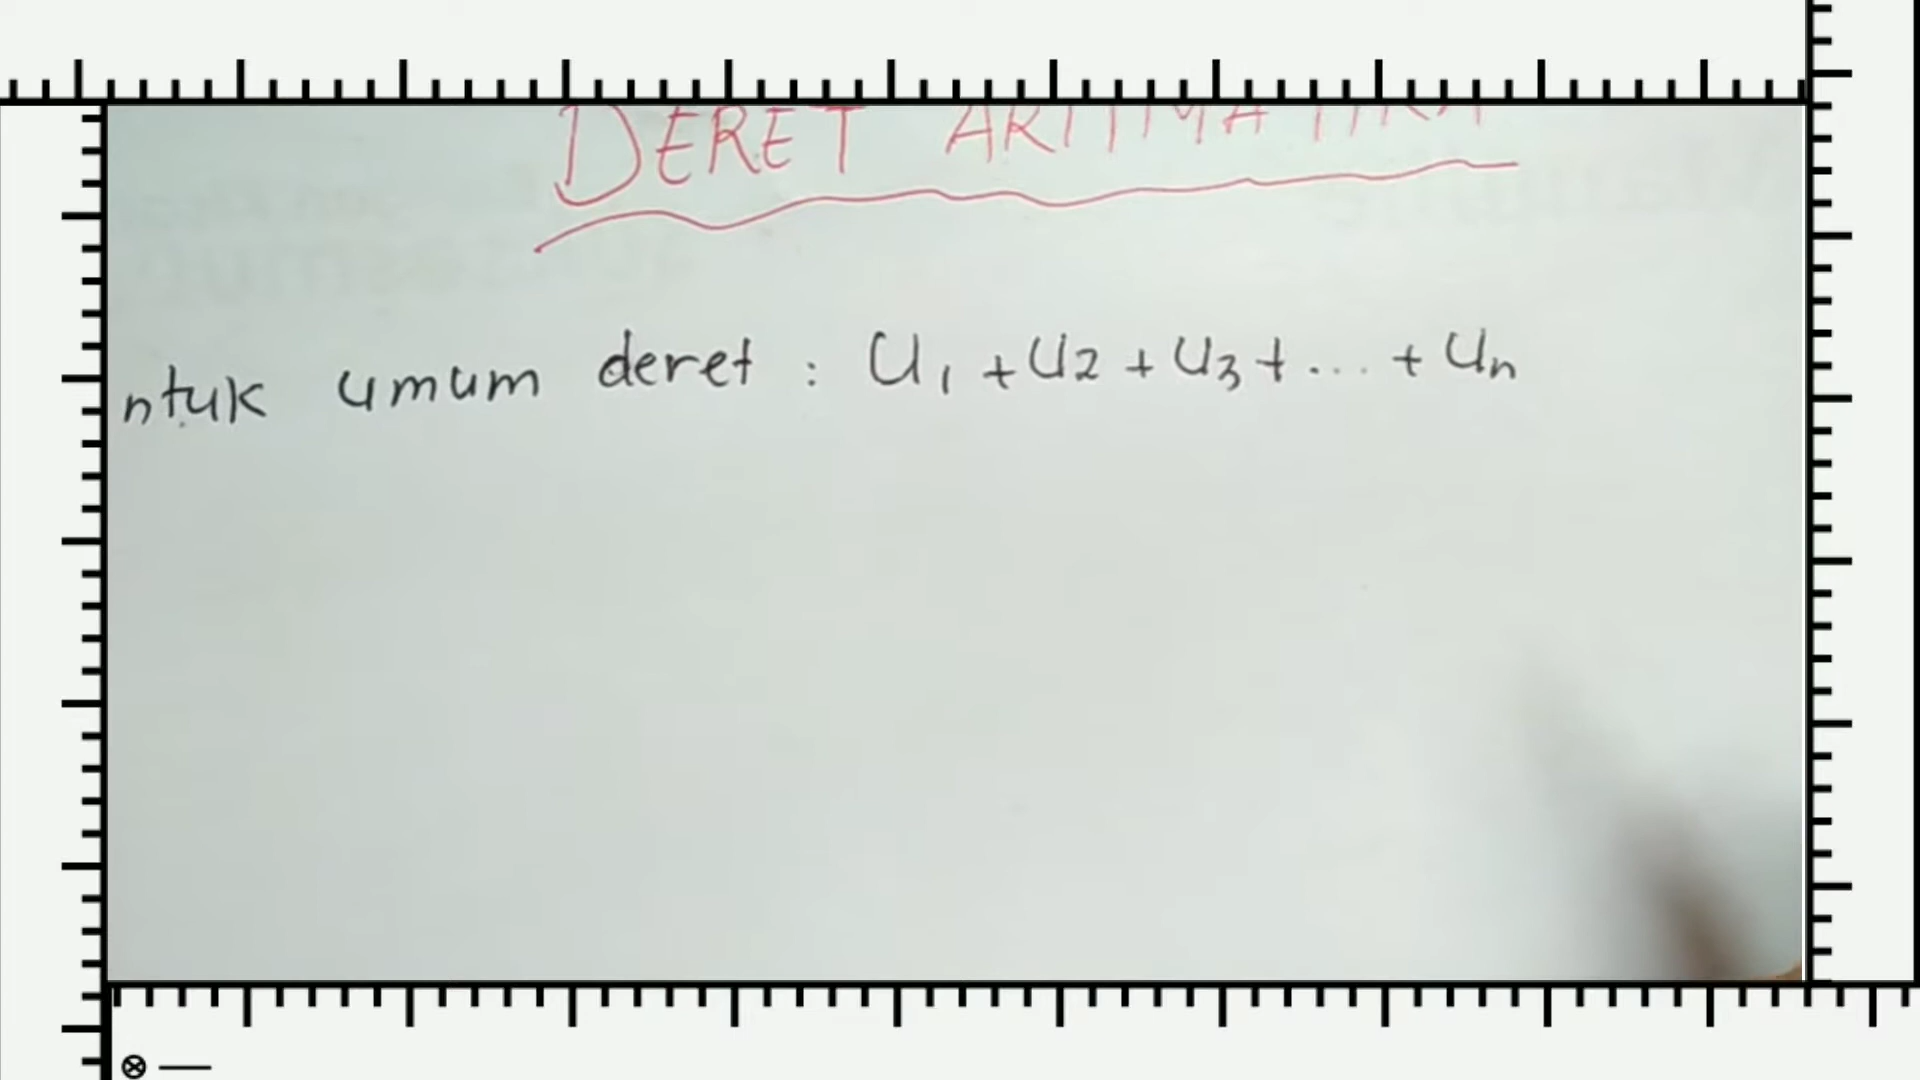 DERET ARITMATIKA
ntuk umum deret : U1 + U2 + U3 + ... + Un